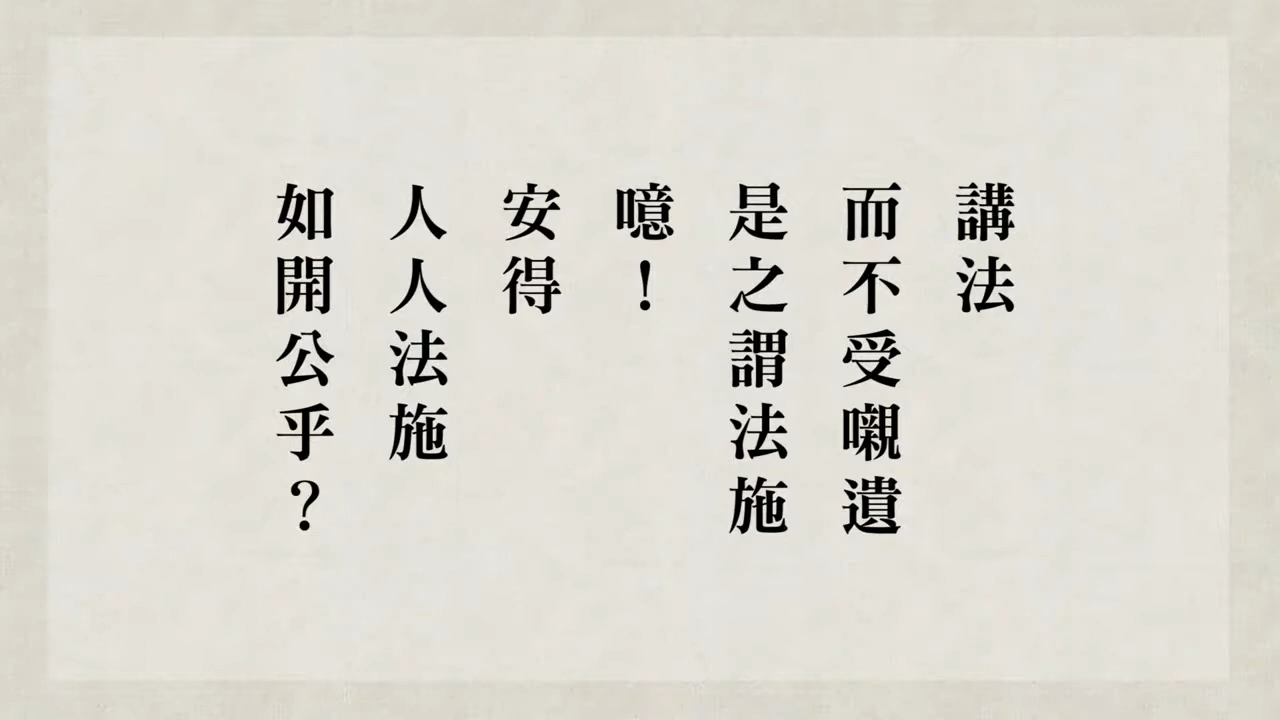 講法
而不受嚫遺
是之謂法施
噫！
安得
人人法施
如開公乎？